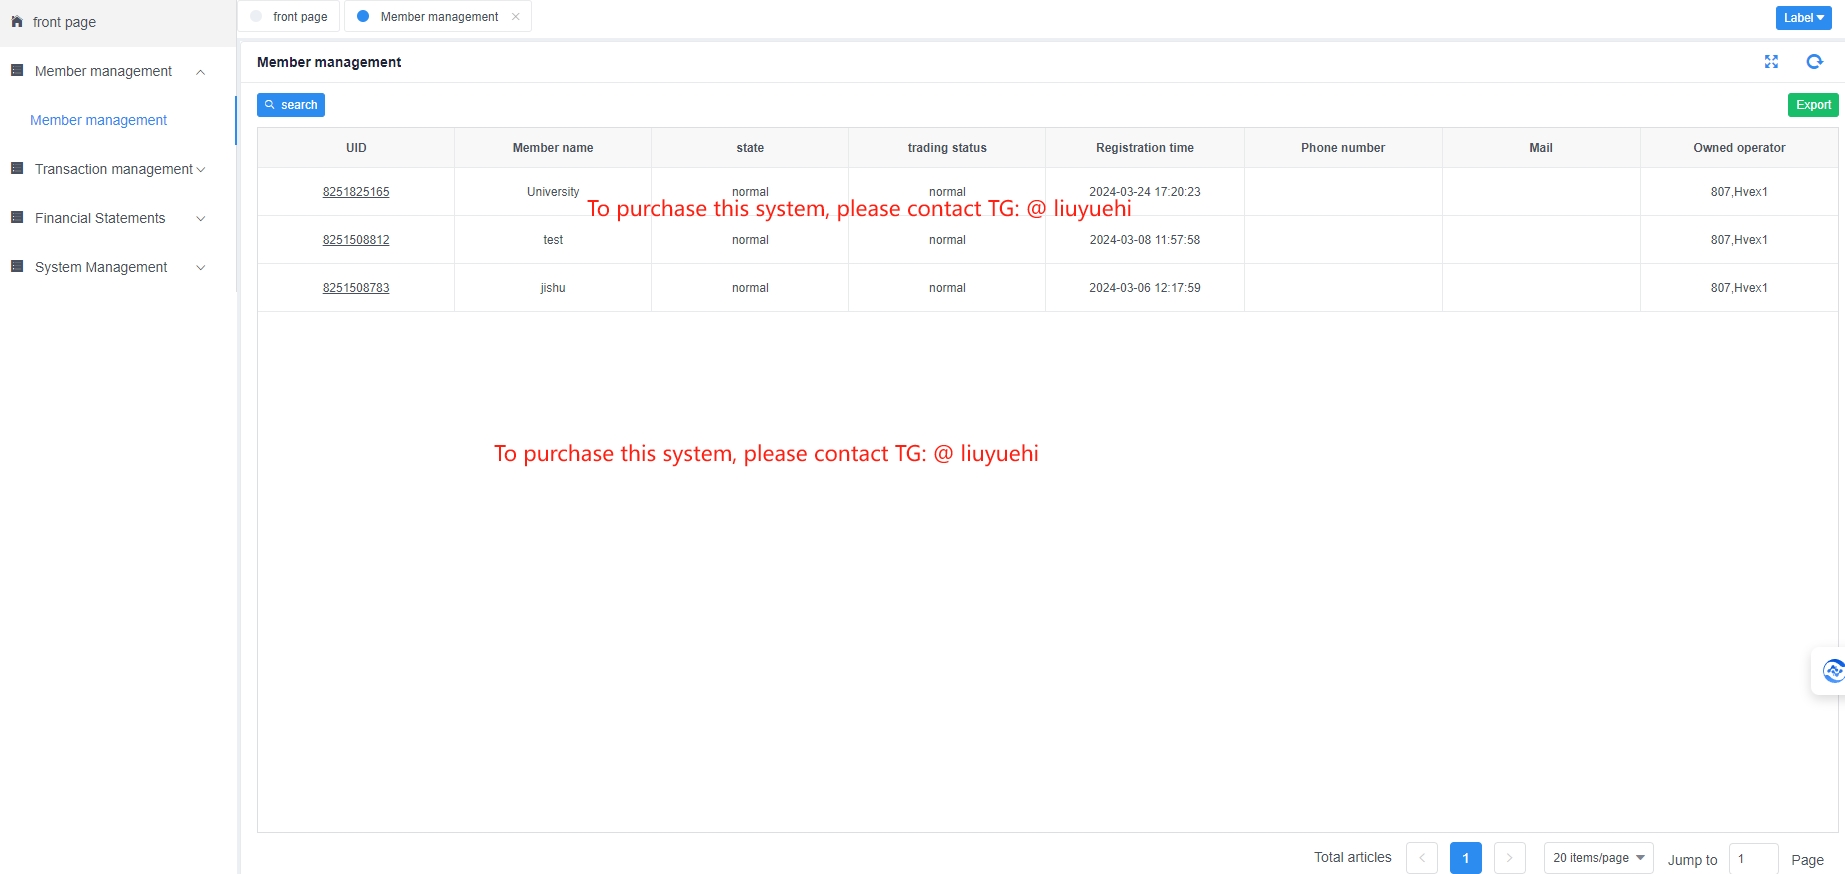 front page
Member management
Member management
Transaction management
Financial Statements
System Management
front page Member management ×
Label
Member management
search
Export
UID Member name state trading status Registration time Phone number Mail Owned operator
8251825165 University normal normal 2024-03-24 17:20:23 807,Hvex1
To purchase this system, please contact TG: @ liuyuehi
8251508812 test normal normal 2024-03-08 11:57:58 807,Hvex1
8251508783 jishu normal normal 2024-03-06 12:17:59 807,Hvex1
To purchase this system, please contact TG: @ liuyuehi
Total articles < 1 > 20 items/page Jump to 1 Page